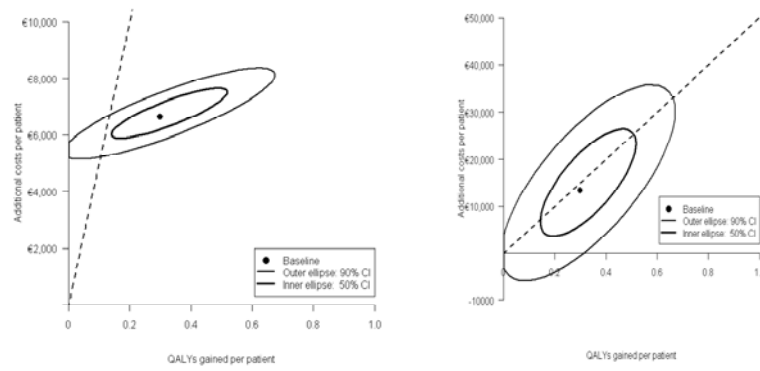 €10,000
€8,000
€6,000
€4,000
€2,000
Additional costs per patient
Baseline
Outer ellipse: 90% CI
Inner ellipse: 50% CI
0 0.2 0.4 0.6 0.8 1.0
QALYs gained per patient
€50,000
€40,000
€30,000
€20,000
€10,000
-10000
Additional costs per patient
Baseline
Outer ellipse: 90% CI
Inner ellipse: 50% CI
0 0.2 0.4 0.6 0.8 1.0
QALYs gained per patient